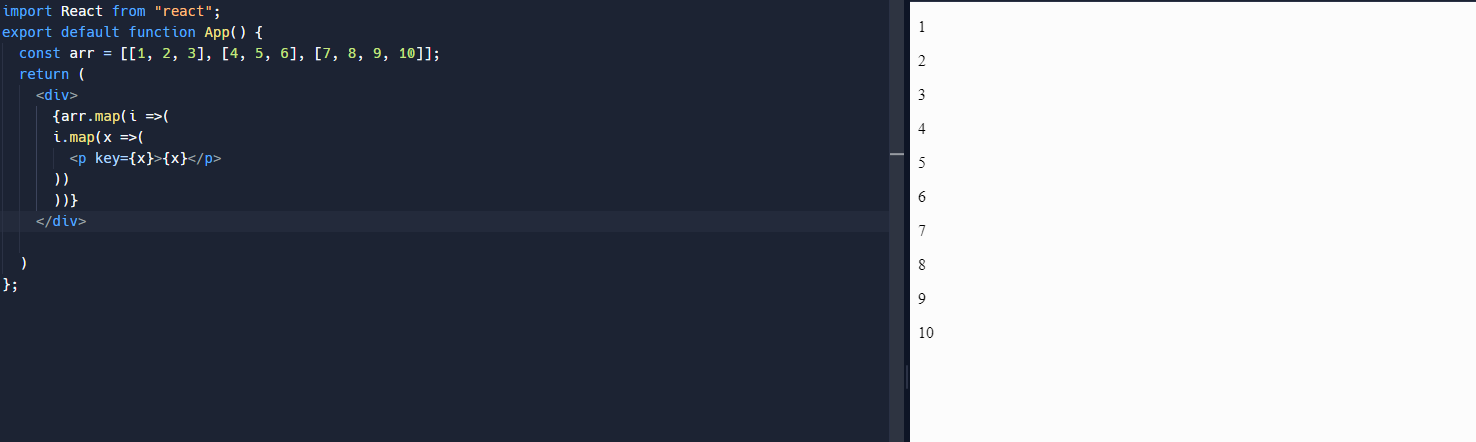 import React from "react";
export default function App() {
  const arr = [[1, 2, 3], [4, 5, 6], [7, 8, 9, 10]];
  return (
    <div>
      {arr.map(i =>(
      i.map(x =>(
        <p key={x}>{x}</p>
      ))
      ))}
    </div>

  )
};
1
2
3
4
5
6
7
8
9
10